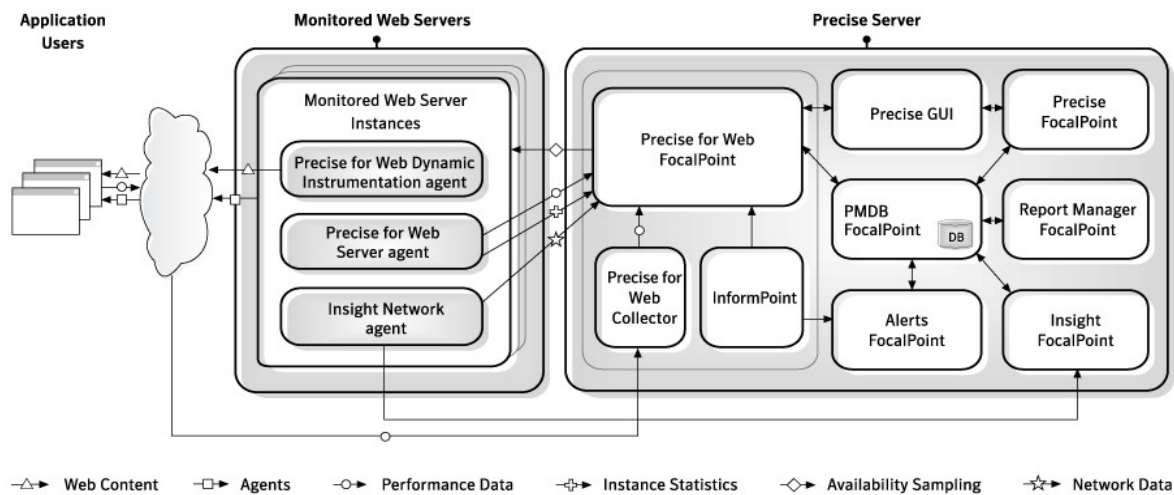 Application
Users
Monitored Web Servers
Precise Server
Monitored Web Server
Instances
Precise for Web Dynamic
Instrumentation agent
Precise for Web
Server agent
Insight Network
agent
Precise for Web
FocalPoint
Precise GUI
Precise
FocalPoint
PMDB
FocalPoint
DB
Report Manager
FocalPoint
Precise for
Web
Collector
InformPoint
Alerts
FocalPoint
Insight
FocalPoint
Web Content
Agents
Performance Data
Instance Statistics
Availability Sampling
Network Data